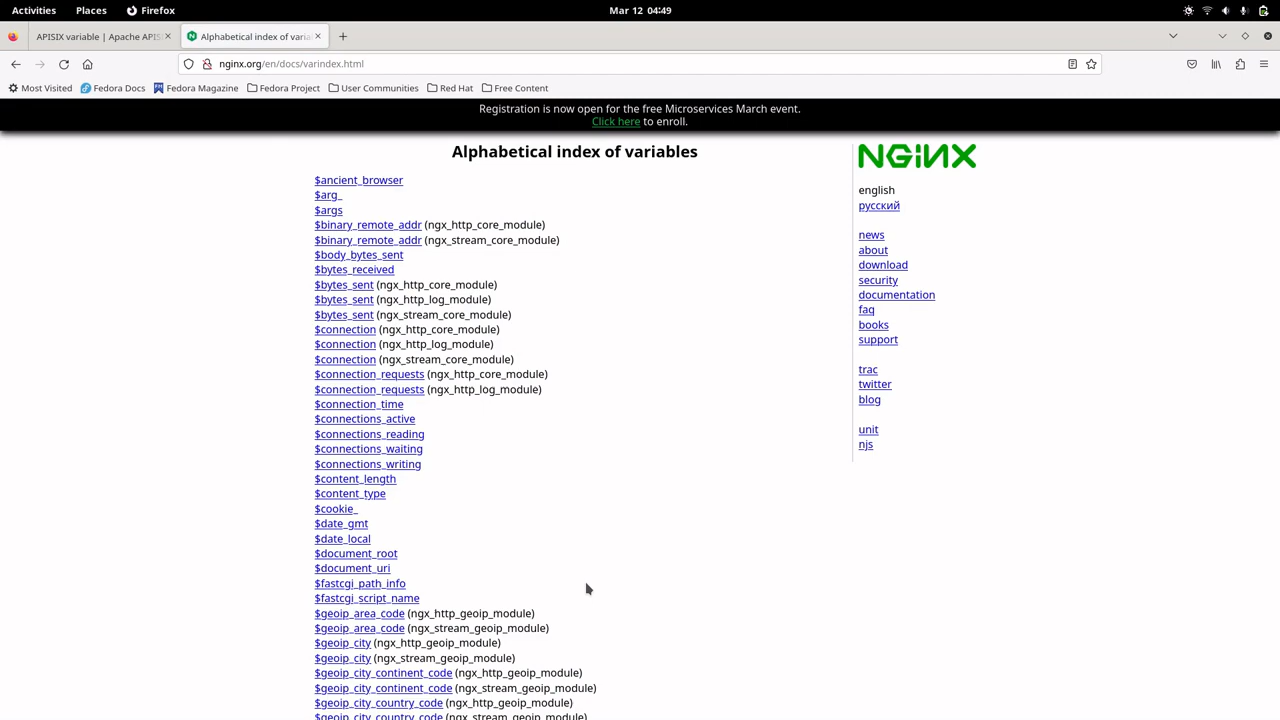 Activities Places Firefox Mar 12 04:49
APISIX variable | Apache APIS Alphabetical index of varia
nginx.org/en/docs/varindex.html
Most Visited Fedora Docs Fedora Magazine Fedora Project User Communities Red Hat Free Content
Registration is now open for the free Microservices March event.
Click here to enroll.
Alphabetical index of variables
$ancient_browser
$arg_
$args
$binary_remote_addr (ngx_http_core_module)
$binary_remote_addr (ngx_stream_core_module)
$body_bytes_sent
$bytes_received
$bytes_sent (ngx_http_core_module)
$bytes_sent (ngx_http_log_module)
$bytes_sent (ngx_stream_core_module)
$connection (ngx_http_core_module)
$connection (ngx_http_log_module)
$connection (ngx_stream_core_module)
$connection_requests (ngx_http_core_module)
$connection_requests (ngx_http_log_module)
$connection_time
$connections_active
$connections_reading
$connections_waiting
$connections_writing
$content_length
$content_type
$cookie_
$date_gmt
$date_local
$document_root
$document_uri
$fastcgi_path_info
$fastcgi_script_name
$geoip_area_code (ngx_http_geoip_module)
$geoip_area_code (ngx_stream_geoip_module)
$geoip_city (ngx_http_geoip_module)
$geoip_city (ngx_stream_geoip_module)
$geoip_city_continent_code (ngx_http_geoip_module)
$geoip_city_continent_code (ngx_stream_geoip_module)
$geoip_city_country_code (ngx_http_geoip_module)
$geoip_city_country_code (ngx_stream_geoip_module)
NGINX
english
русский
news
about
download
security
documentation
faq
books
support
trac
twitter
blog
unit
njs